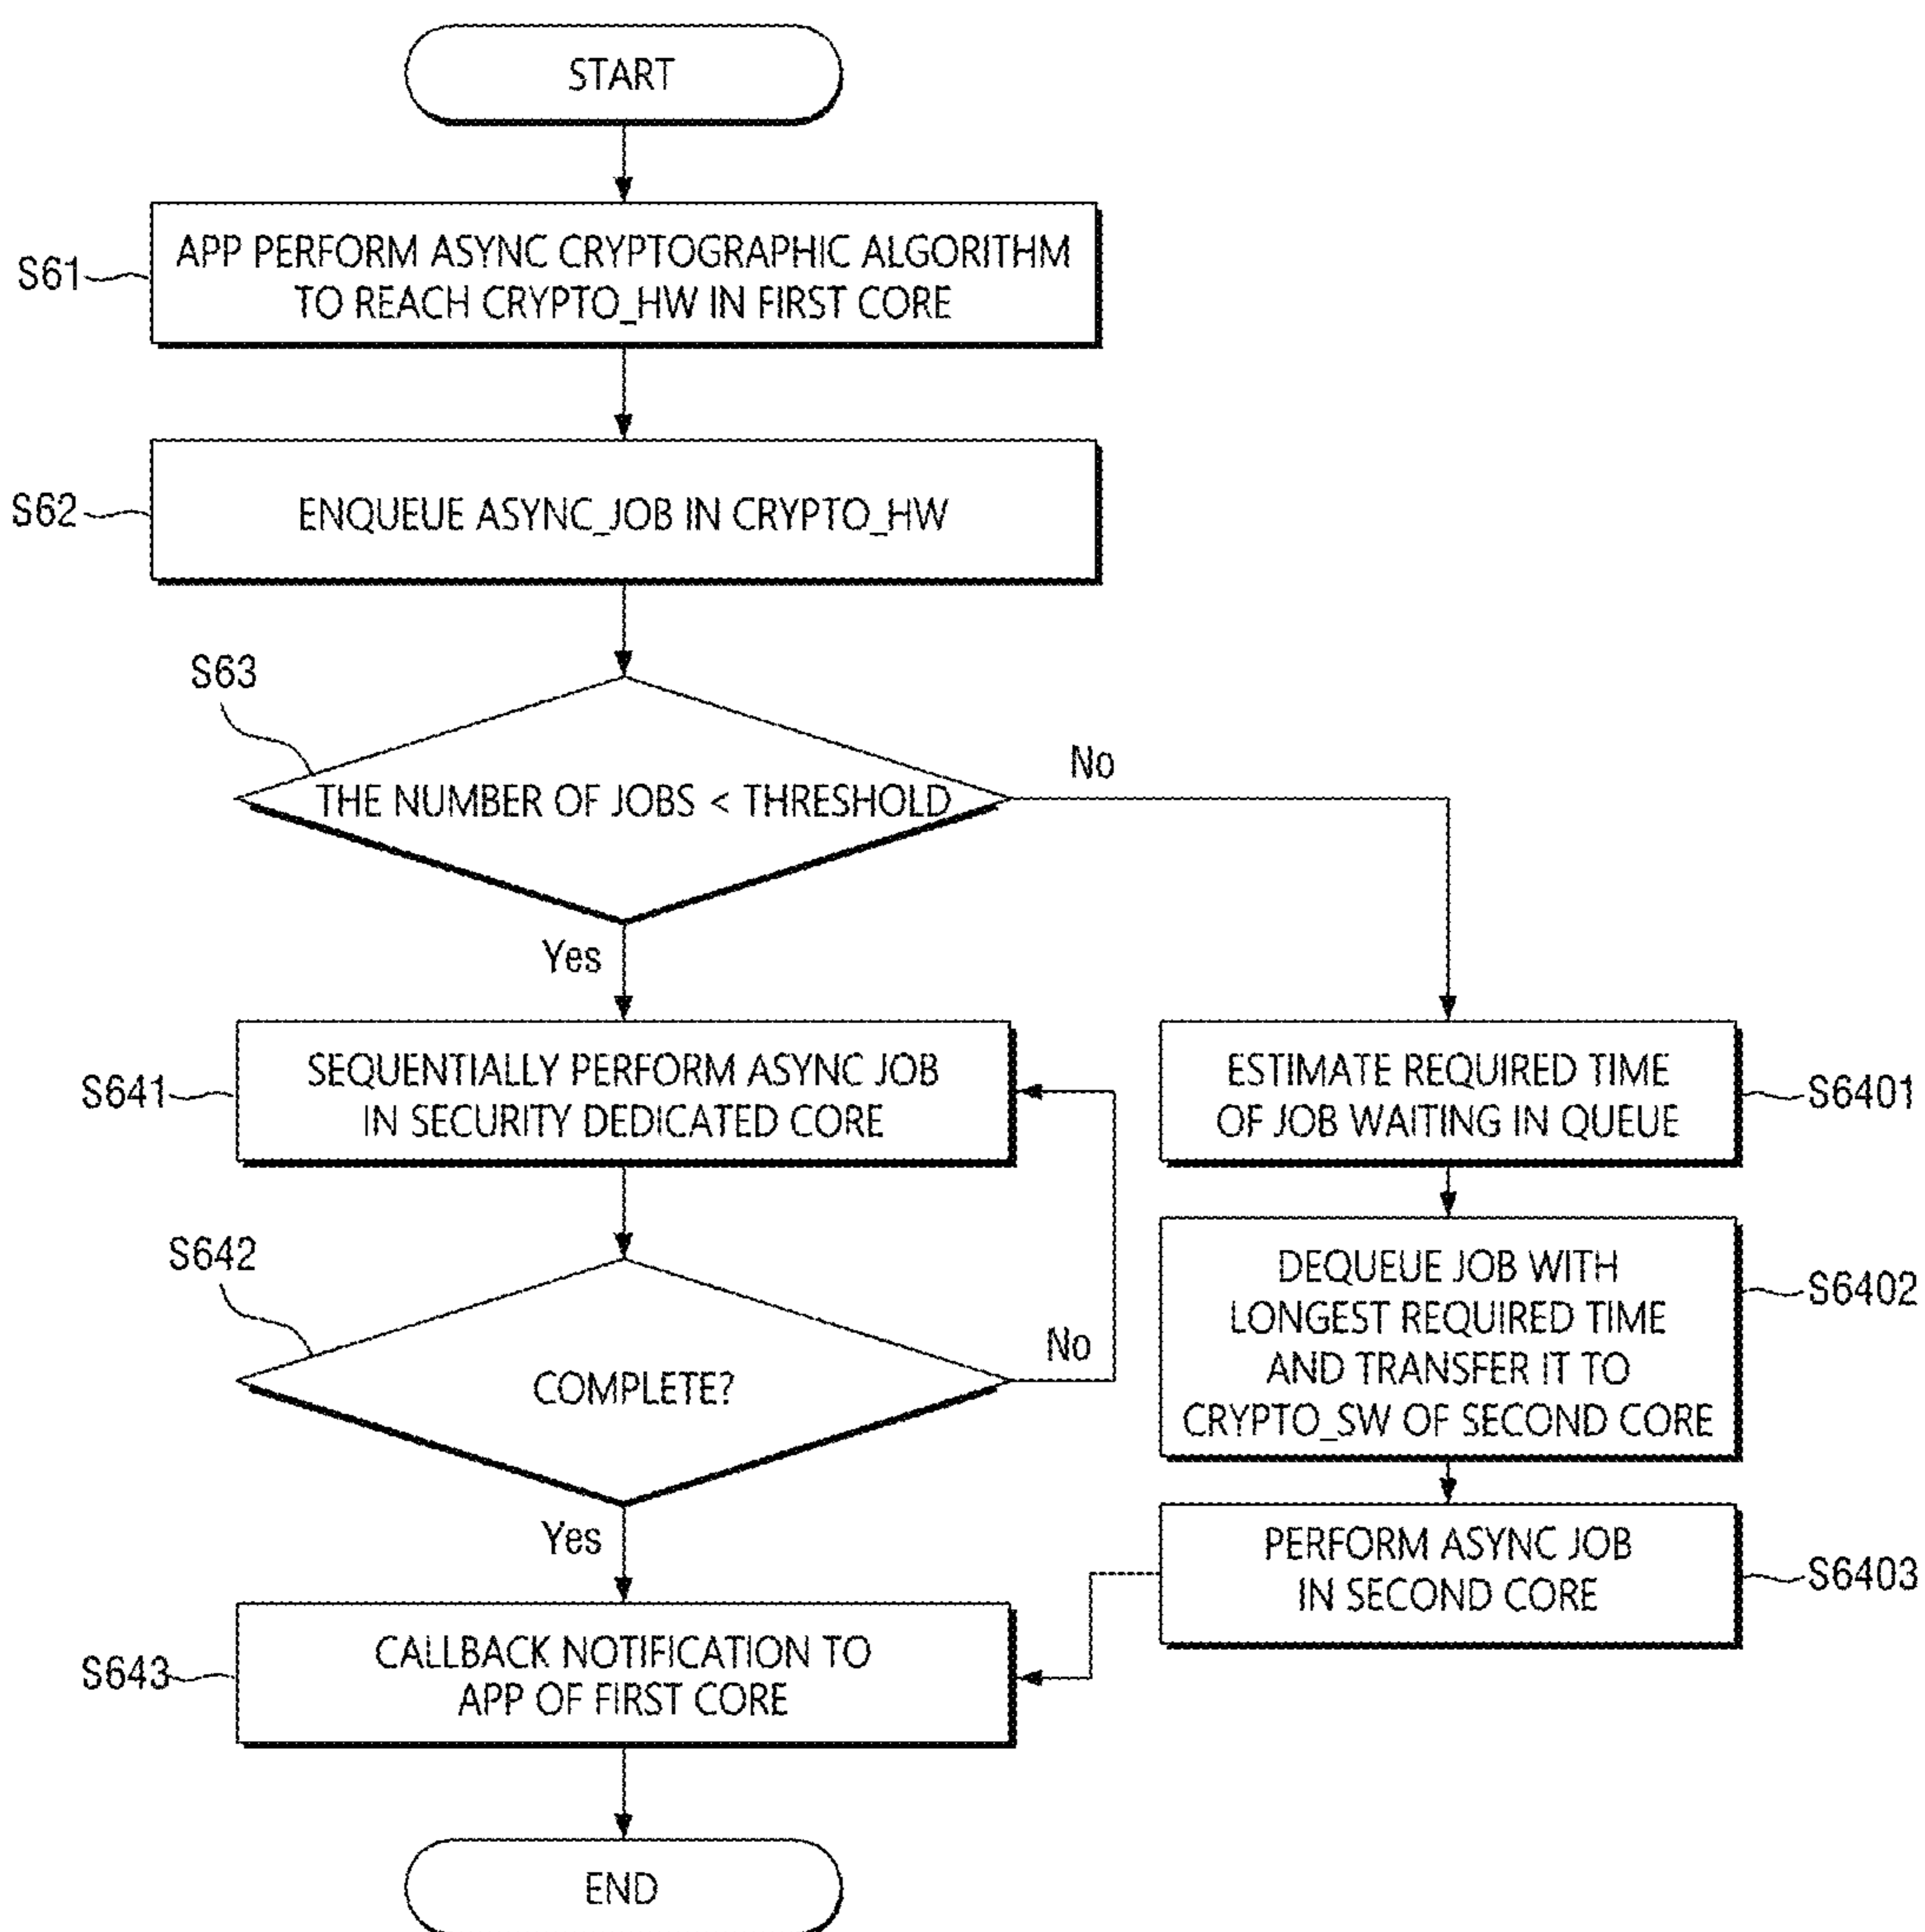 START
S61
APP PERFORM ASYNC CRYPTOGRAPHIC ALGORITHM
TO REACH CRYPTO_HW IN FIRST CORE
S62
ENQUEUE ASYNC_JOB IN CRYPTO_HW
S63
THE NUMBER OF JOBS < THRESHOLD
No
Yes
S641
SEQUENTIALLY PERFORM ASYNC JOB
IN SECURITY DEDICATED CORE
ESTIMATE REQUIRED TIME
OF JOB WAITING IN QUEUE
S6401
S642
COMPLETE?
No
Yes
DEQUEUE JOB WITH
LONGEST REQUIRED TIME
AND TRANSFER IT TO
CRYPTO_SW OF SECOND CORE
S6402
PERFORM ASYNC JOB
IN SECOND CORE
S6403
S643
CALLBACK NOTIFICATION TO
APP OF FIRST CORE
END